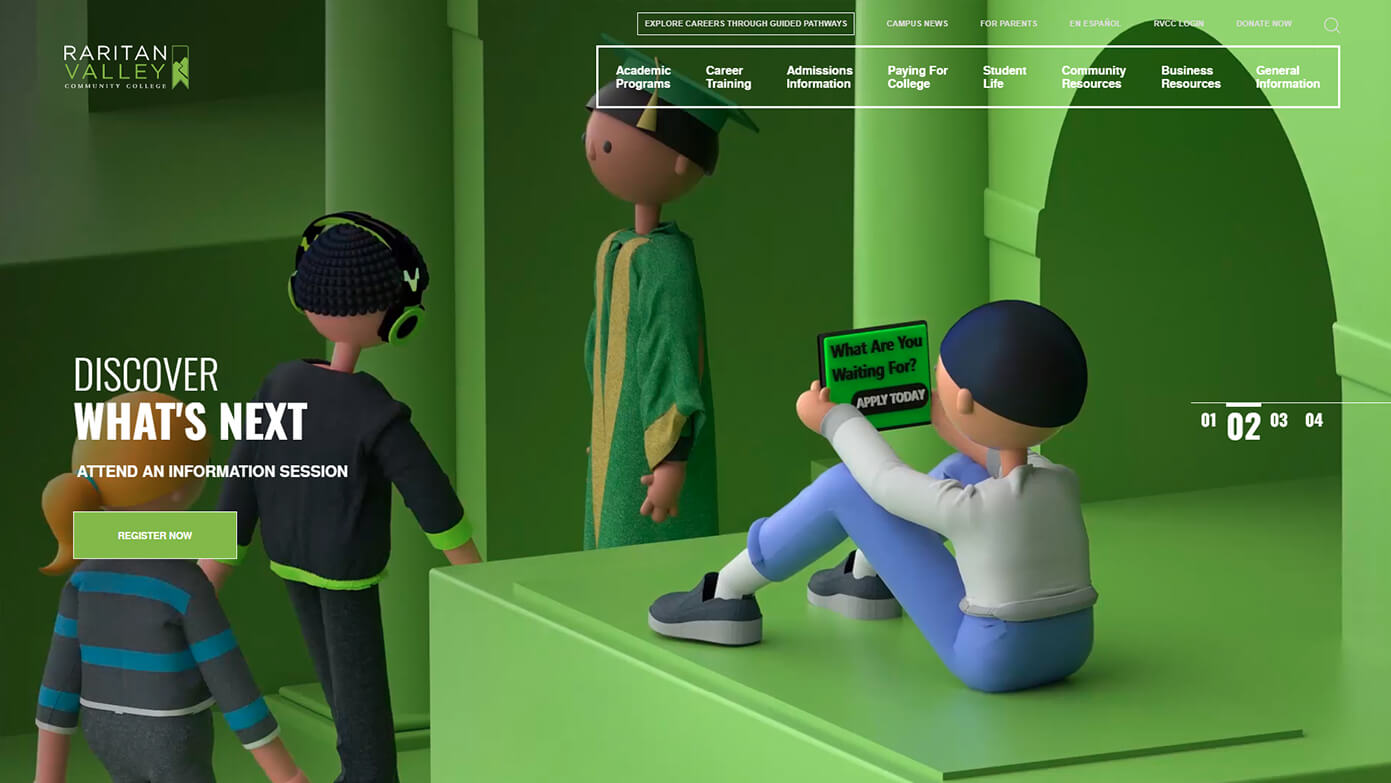 EXPLORE CAREERS THROUGH GUIDED PATHWAYS
CAMPUS NEWS
FOR PARENTS
EN ESPAÑOL
RVCC LOGIN
DONATE NOW
RARITAN
VALLEY
COMMUNITY COLLEGE
Academic
Programs
Career
Training
Admissions
Information
Paying For
College
Student
Life
Community
Resources
Business
Resources
General
Information
What Are You
Waiting For?
APPLY TODAY
DISCOVER
WHAT'S NEXT
ATTEND AN INFORMATION SESSION
REGISTER NOW
01 02 03 04